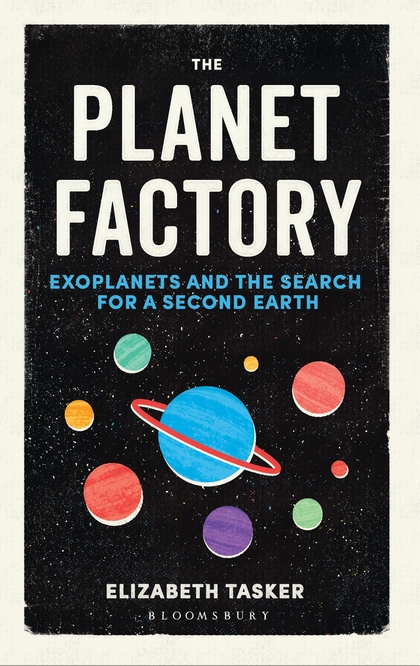 THE
PLANET
FACTORY
EXOPLANETS AND THE SEARCH
FOR A SECOND EARTH
ELIZABETH TASKER
BLOOMSBURY